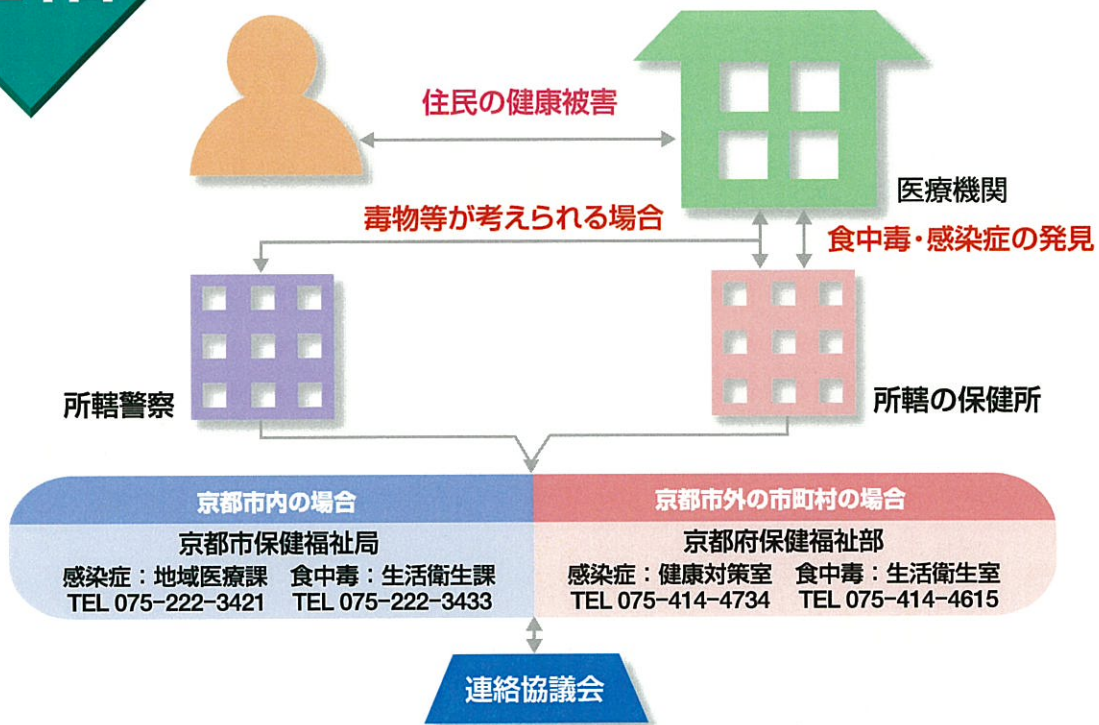 住民の健康被害
医療機関
毒物等が考えられる場合
食中毒・感染症の発見
所轄警察
所轄の保健所
京都市内の場合
京都市保健福祉局
感染症：地域医療課　食中毒：生活衛生課
TEL 075-222-3421　TEL 075-222-3433
京都市外の市町村の場合
京都府保健福祉部
感染症：健康対策室　食中毒：生活衛生室
TEL 075-414-4734　TEL 075-414-4615
連絡協議会